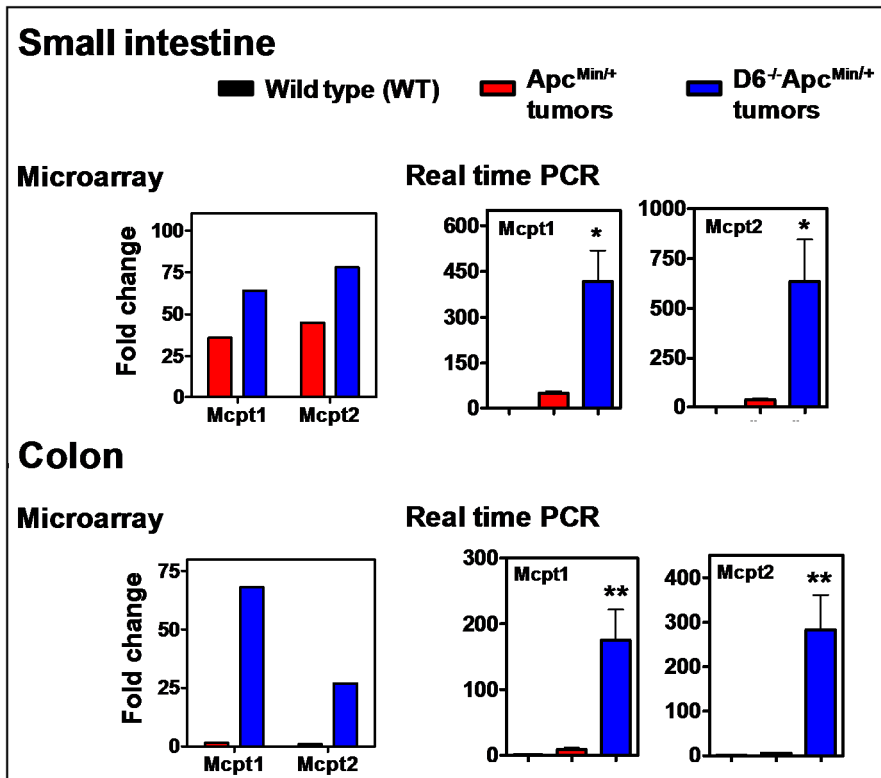 Small intestine
Wild type (WT)
Apc^Min/+ tumors
D6^-/-Apc^Min/+ tumors
Microarray
Real time PCR
Fold change
100
75
50
25
0
Mcpt1
Mcpt2
600
450
300
150
0
Mcpt1
*
1000
750
500
250
0
Mcpt2
*
Colon
Microarray
Real time PCR
Fold change
75
50
25
0
Mcpt1
Mcpt2
300
200
100
0
Mcpt1
**
400
300
200
100
0
Mcpt2
**